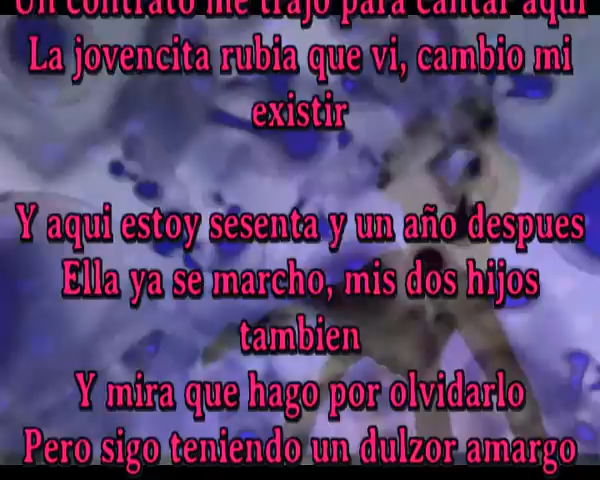 Un contrato me trajo para cantar aqui
La jovencita rubia que vi, cambio mi
existir
Y aqui estoy sesenta y un año despues
Ella ya se marcho, mis dos hijos
tambien
Y mira que hago por olvidarlo
Pero sigo teniendo un dulzor amargo